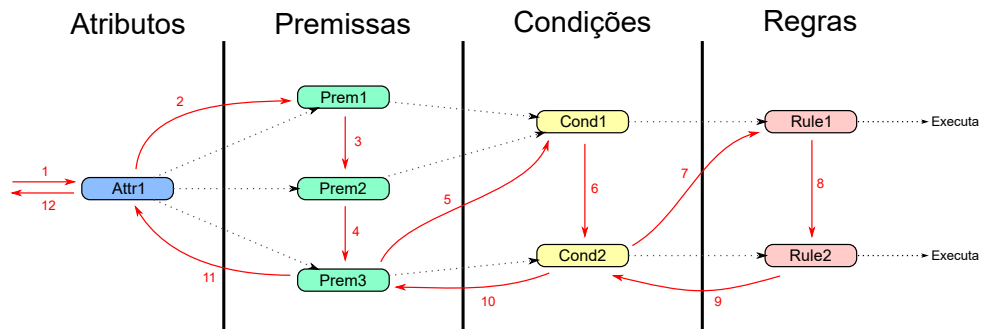 Atributos
Premissas
Condições
Regras
2
Prem1
Cond1
Rule1
Executa
3
7
1
Attr1
Prem2
5
6
8
12
4
11
Prem3
Cond2
Rule2
Executa
10
9